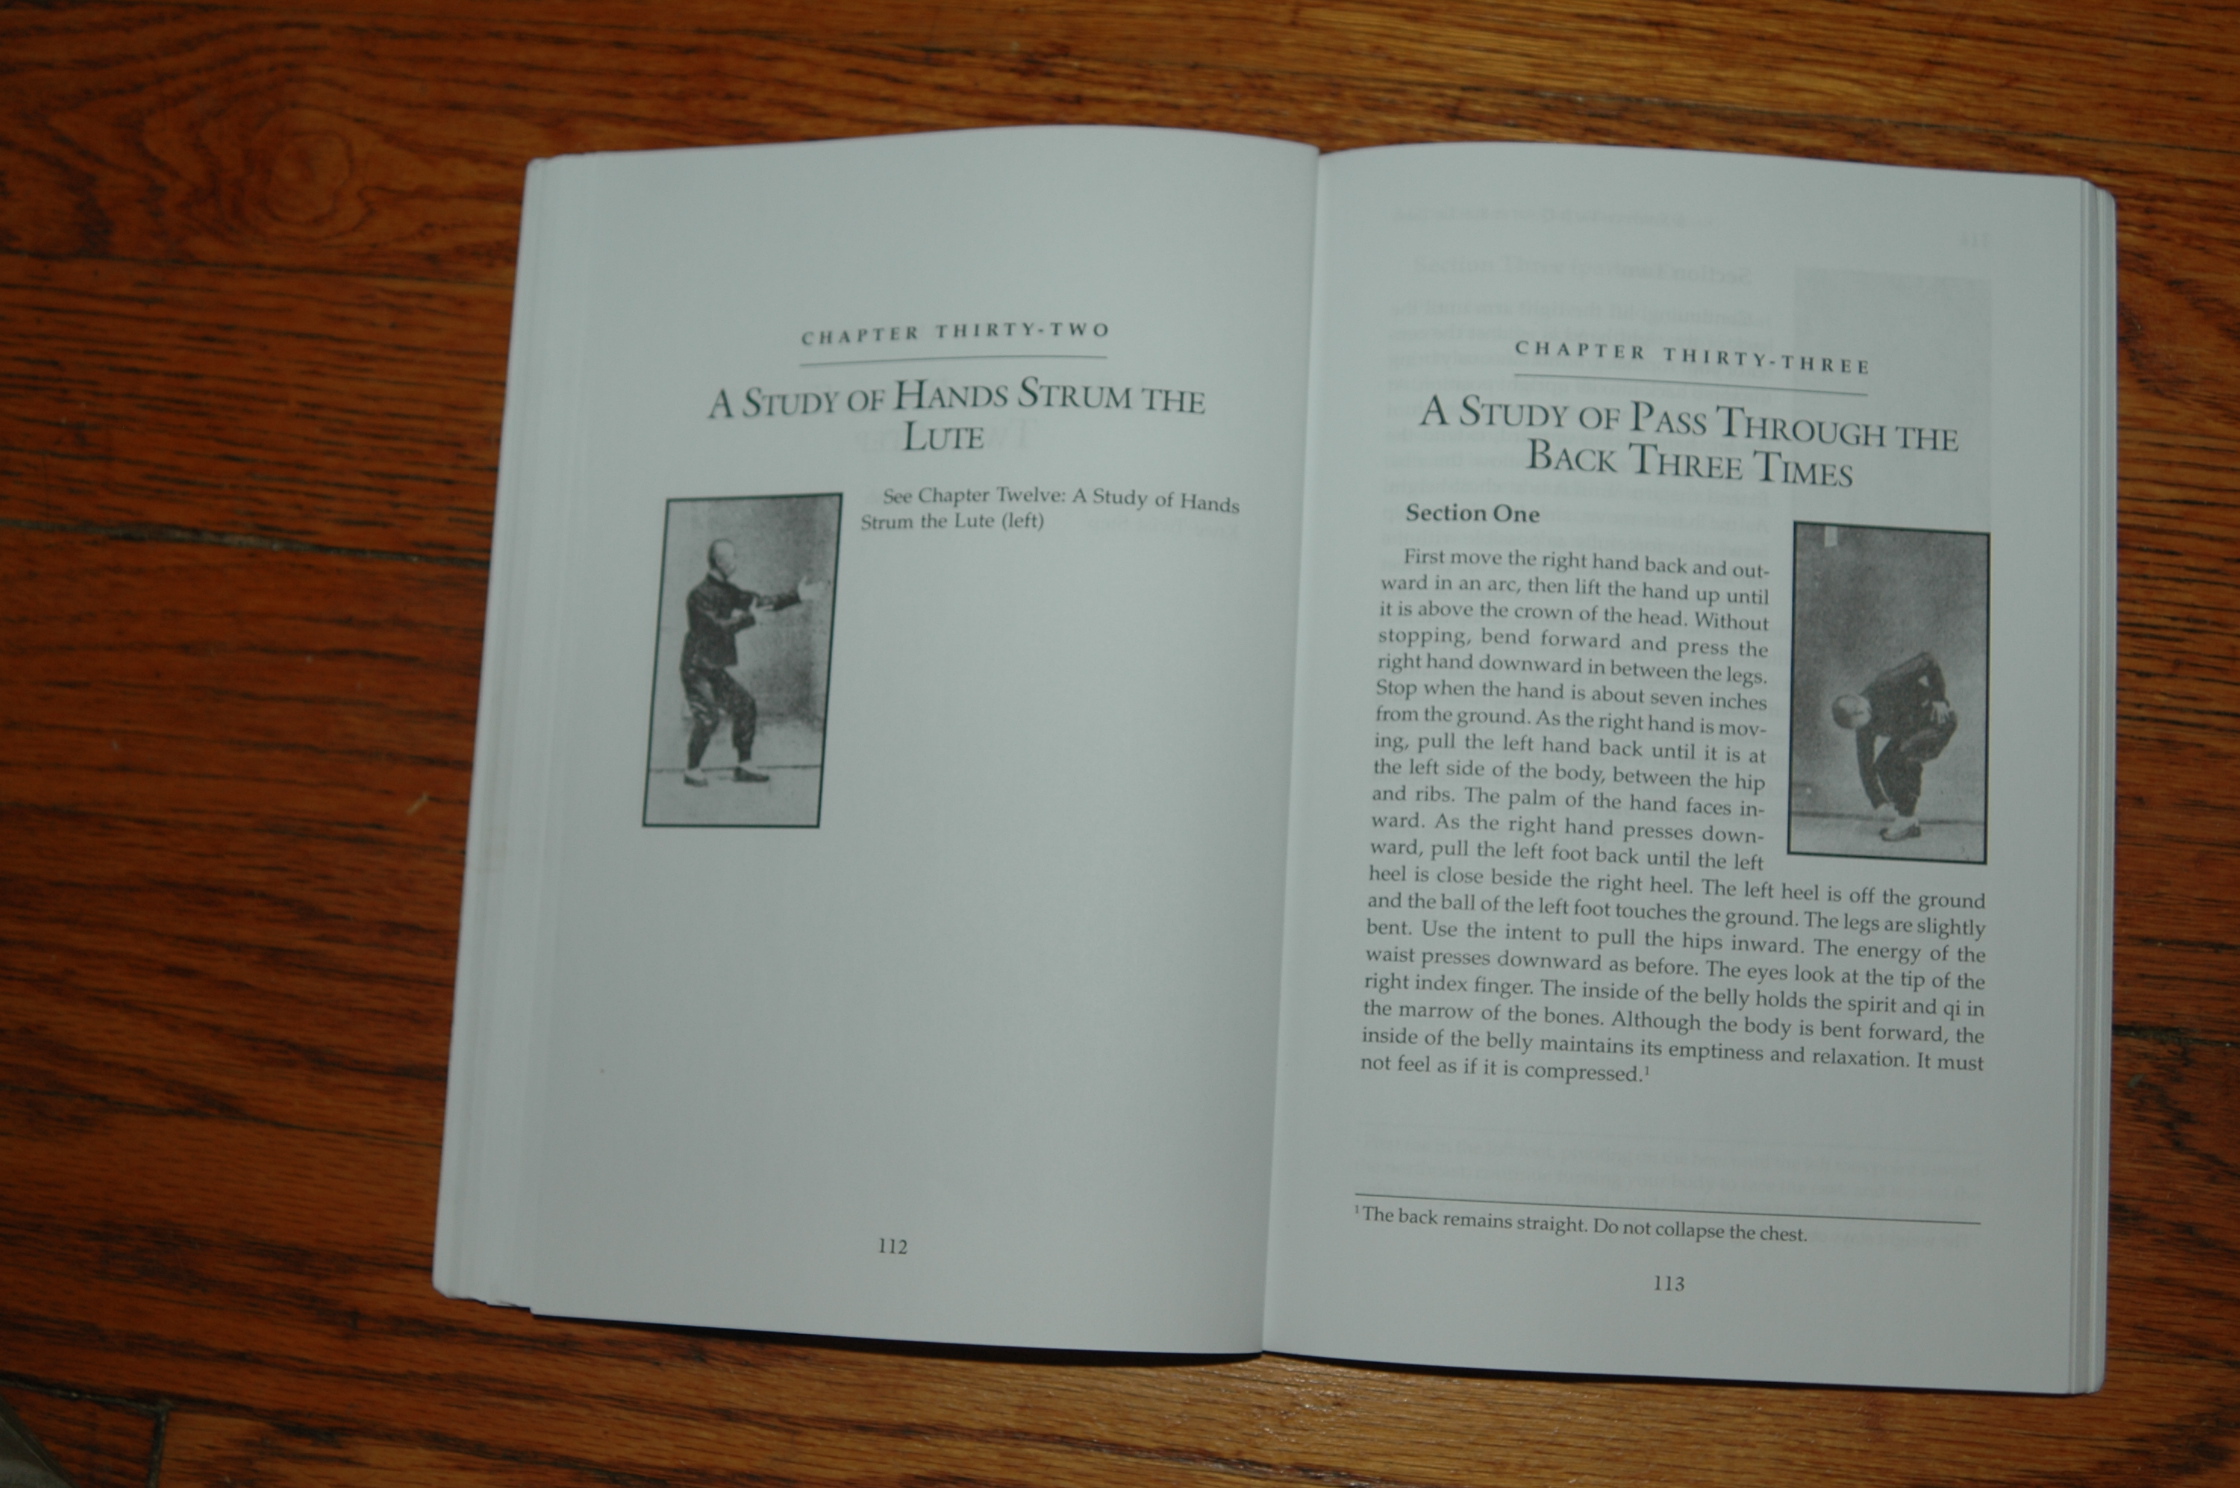 CHAPTER THIRTY-TWO
A STUDY OF HANDS STRUM THE
LUTE
See Chapter Twelve: A Study of Hands
Strum the Lute (left)
112
CHAPTER THIRTY-THREE
A STUDY OF PASS THROUGH THE
BACK THREE TIMES
Section One
First move the right hand back and out-
ward in an arc, then lift the hand up until
it is above the crown of the head. Without
stopping, bend forward and press the
right hand downward in between the legs.
Stop when the hand is about seven inches
from the ground. As the right hand is mov-
ing, pull the left hand back until it is at
the left side of the body, between the hip
and ribs. The palm of the hand faces in-
ward. As the right hand presses down-
ward, pull the left foot back until the left
heel is close beside the right heel. The left heel is off the ground
and the ball of the left foot touches the ground. The legs are slightly
bent. Use the intent to pull the hips inward. The energy of the
waist presses downward as before. The eyes look at the tip of the
right index finger. The inside of the belly holds the spirit and qi in
the marrow of the bones. Although the body is bent forward, the
inside of the belly maintains its emptiness and relaxation. It must
not feel as if it is compressed.¹
¹The back remains straight. Do not collapse the chest.
113